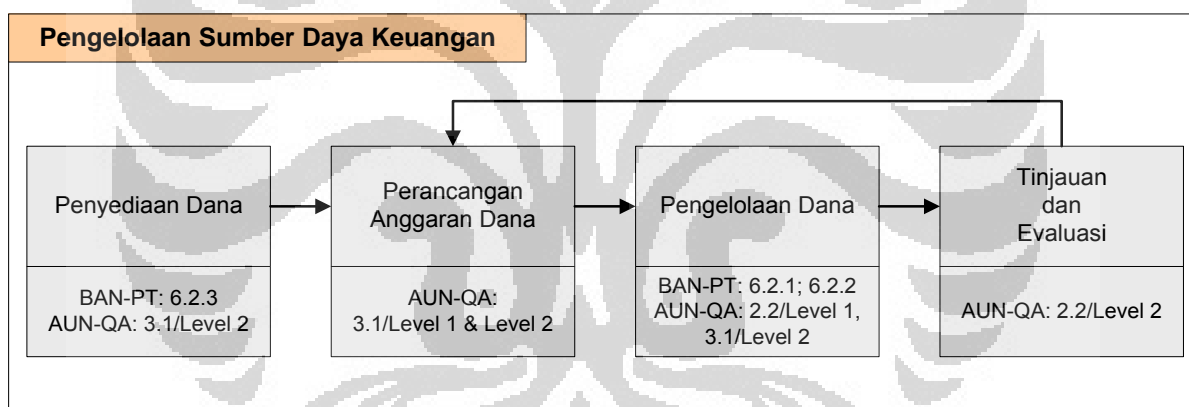 Pengelolaan Sumber Daya Keuangan
Penyediaan Dana
BAN-PT: 6.2.3
AUN-QA: 3.1/Level 2
Perancangan
Anggaran Dana
AUN-QA:
3.1/Level 1 & Level 2
Pengelolaan Dana
BAN-PT: 6.2.1; 6.2.2
AUN-QA: 2.2/Level 1,
3.1/Level 2
Tinjauan
dan
Evaluasi
AUN-QA: 2.2/Level 2